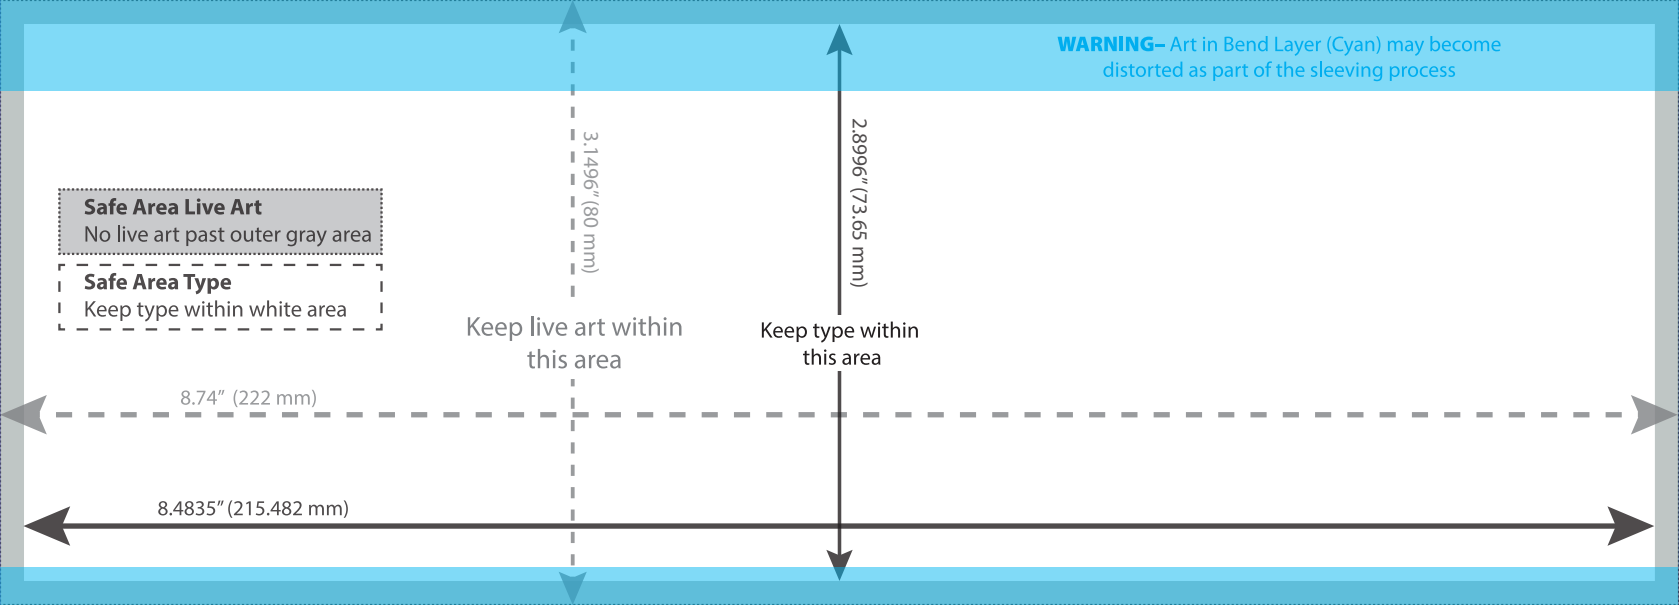 WARNING– Art in Bend Layer (Cyan) may become
distorted as part of the sleeving process
3.1496” (80 mm)
2.8996” (73.65 mm)
Safe Area Live Art
No live art past outer gray area
Safe Area Type
Keep type within white area
Keep live art within
this area
Keep type within
this area
8.74” (222 mm)
8.4835” (215.482 mm)